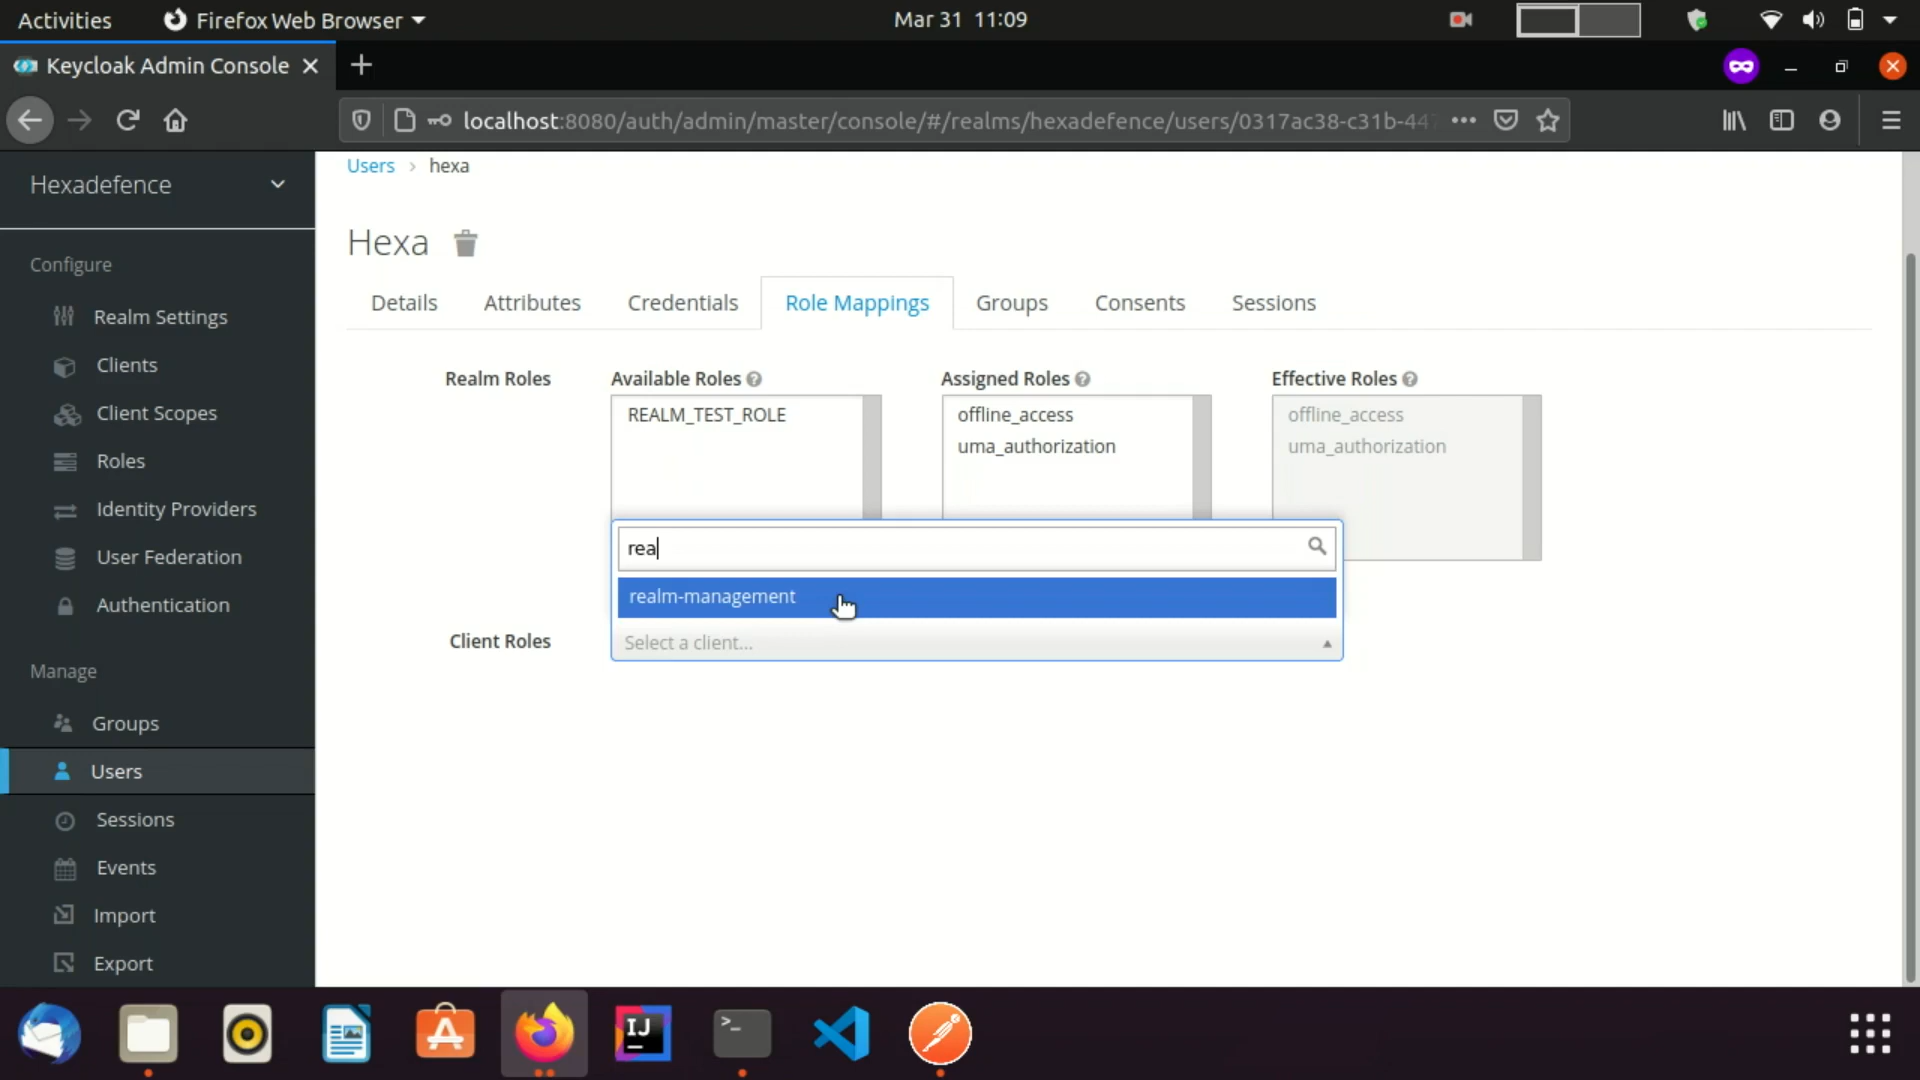 Activities
Firefox Web Browser
Mar 31 11:09
Keycloak Admin Console
localhost:8080/auth/admin/master/console/#/realms/hexadefence/users/0317ac38-c31b-447
Hexadefence
Configure
Realm Settings
Clients
Client Scopes
Roles
Identity Providers
User Federation
Authentication
Manage
Groups
Users
Sessions
Events
Import
Export
Users > hexa
Hexa
Details
Attributes
Credentials
Role Mappings
Groups
Consents
Sessions
Realm Roles
Available Roles
REALM_TEST_ROLE
Assigned Roles
offline_access
uma_authorization
Effective Roles
offline_access
uma_authorization
rea
realm-management
Client Roles
Select a client...
IJ